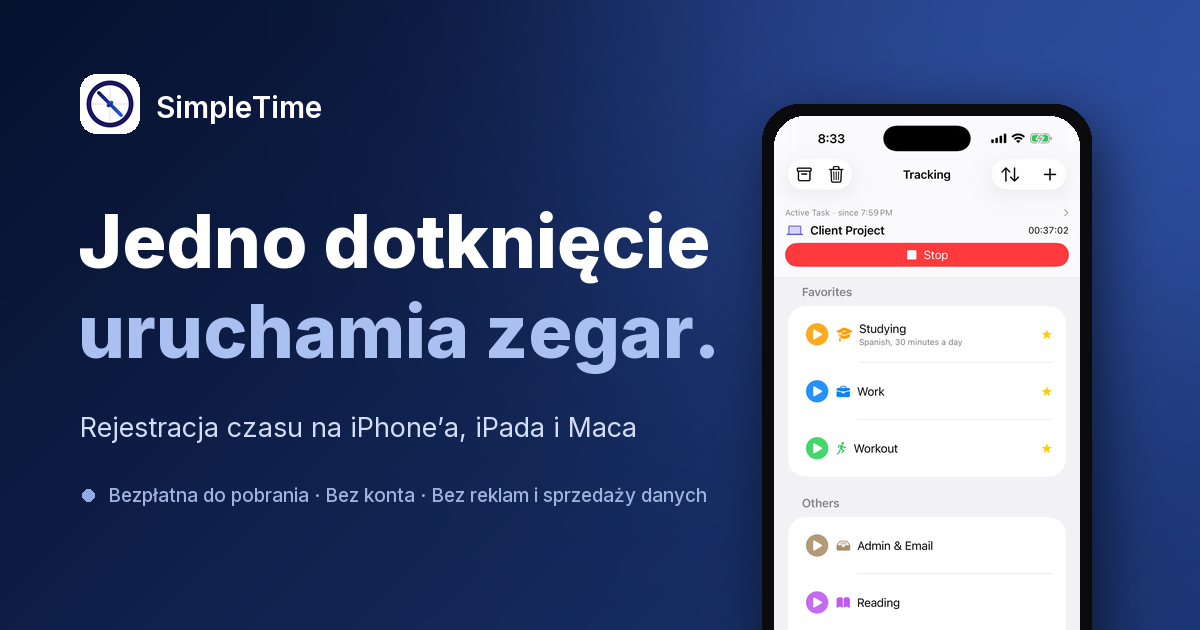 SimpleTime
Jedno dotknięcie
uruchamia zegar.
Rejestracja czasu na iPhone’a, iPada i Maca
Bezpłatna do pobrania · Bez konta · Bez reklam i sprzedaży danych
8:33
Tracking
Active Task · since 7:59 PM
Client Project 00:37:02
Stop
Favorites
Studying
Spanish, 30 minutes a day
Work
Workout
Others
Admin & Email
Reading